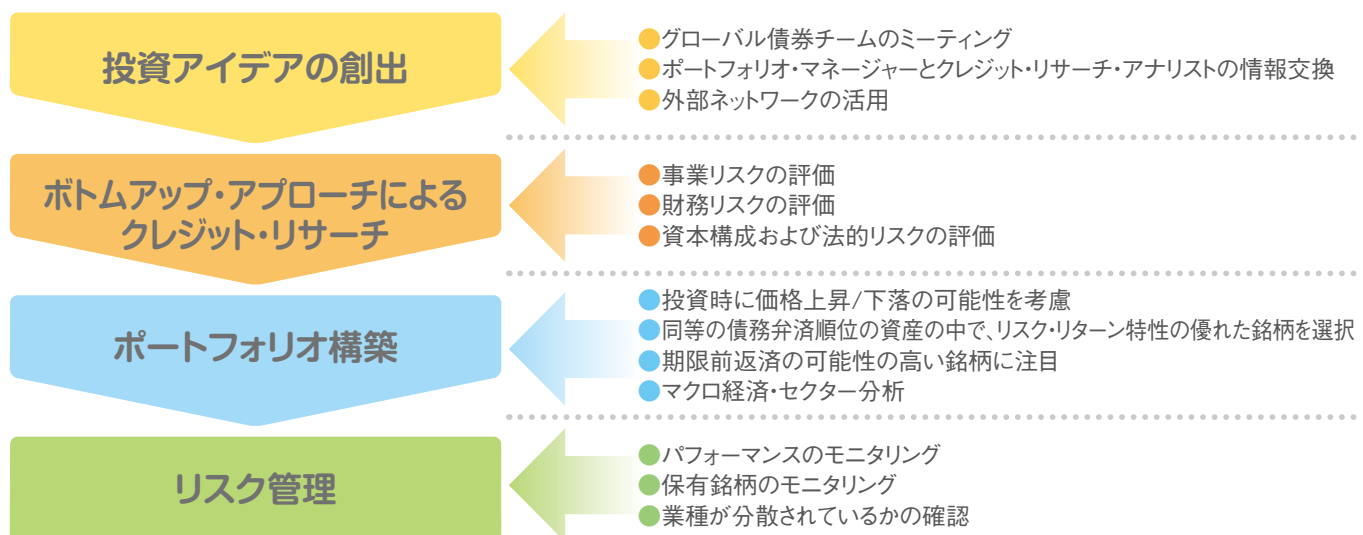 投資アイデアの創出
●グローバル債券チームのミーティング
●ポートフォリオ・マネージャーとクレジット・リサーチ・アナリストの情報交換
●外部ネットワークの活用
ボトムアップ・アプローチによる
クレジット・リサーチ
●事業リスクの評価
●財務リスクの評価
●資本構成および法的リスクの評価
ポートフォリオ構築
●投資時に価格上昇/下落の可能性を考慮
●同等の債務弁済順位の資産の中で、リスク・リターン特性の優れた銘柄を選択
●期限前返済の可能性の高い銘柄に注目
●マクロ経済・セクター分析
リスク管理
●パフォーマンスのモニタリング
●保有銘柄のモニタリング
●業種が分散されているかの確認